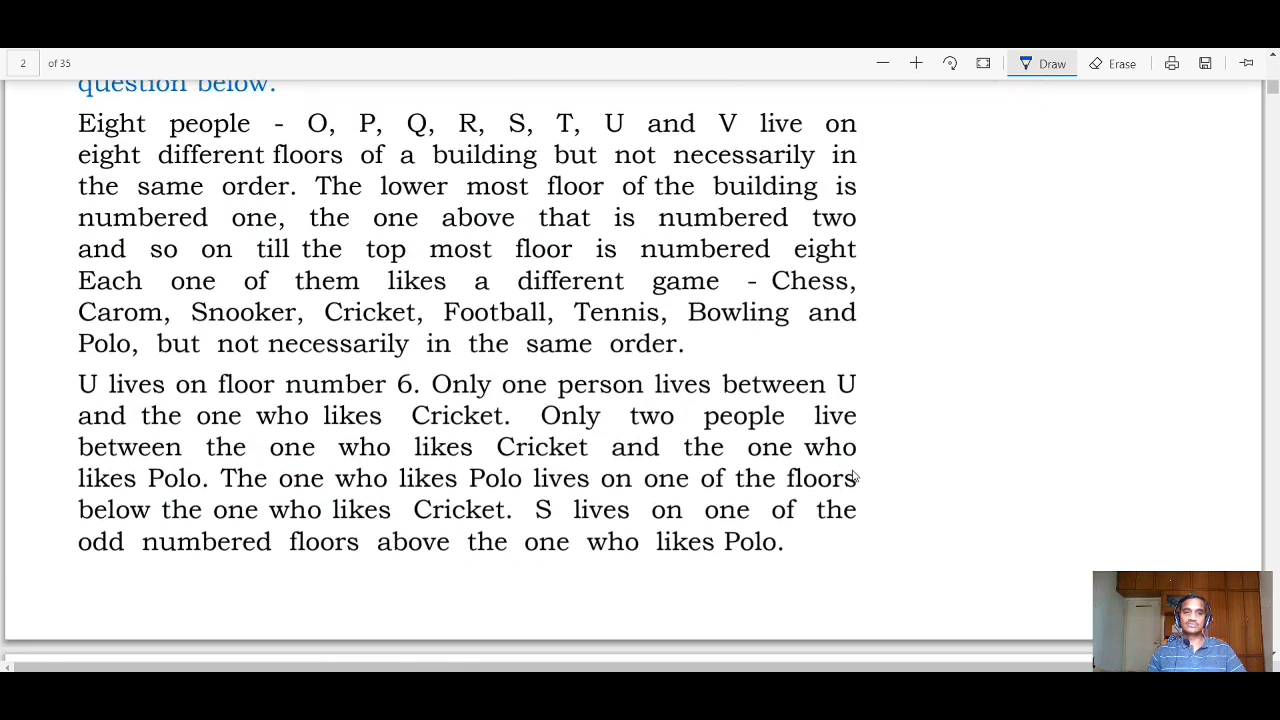 2 of 35 Draw Erase
question below.
Eight people - O, P, Q, R, S, T, U and V live on
eight different floors of a building but not necessarily in
the same order. The lower most floor of the building is
numbered one, the one above that is numbered two
and so on till the top most floor is numbered eight
Each one of them likes a different game - Chess,
Carom, Snooker, Cricket, Football, Tennis, Bowling and
Polo, but not necessarily in the same order.
U lives on floor number 6. Only one person lives between U
and the one who likes Cricket. Only two people live
between the one who likes Cricket and the one who
likes Polo. The one who likes Polo lives on one of the floors
below the one who likes Cricket. S lives on one of the
odd numbered floors above the one who likes Polo.